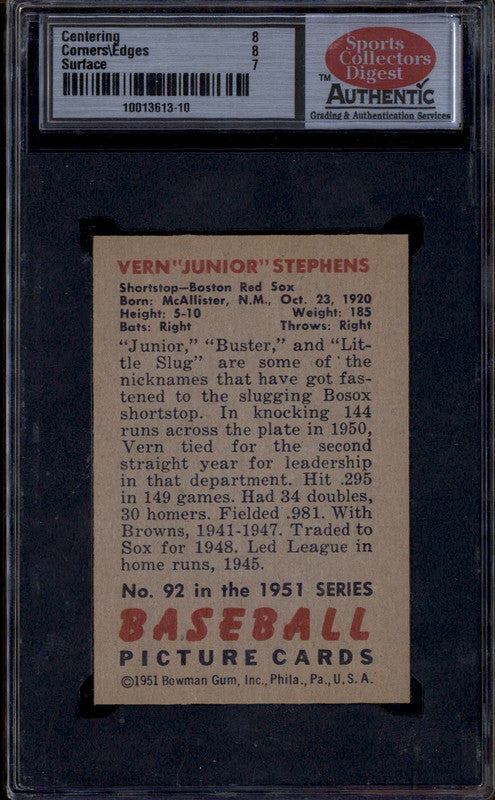 Centering 8
Corners\Edges 8
Surface 7
10013613-10
Sports
Collectors
Digest
TM
AUTHENTIC
Grading & Authentication Services
VERN "JUNIOR" STEPHENS
Shortstop—Boston Red Sox
Born: McAllister, N.M., Oct. 23, 1920
Height: 5-10 Weight: 185
Bats: Right Throws: Right
"Junior," "Buster," and "Lit-
tle Slug" are some of the
nicknames that have got fas-
tened to the slugging Bosox
shortstop. In knocking 144
runs across the plate in 1950,
Vern tied for the second
straight year for leadership
in that department. Hit .295
in 149 games. Had 34 doubles,
30 homers. Fielded .981. With
Browns, 1941-1947. Traded to
Sox for 1948. Led League in
home runs, 1945.
No. 92 in the 1951 SERIES
BASEBALL
PICTURE CARDS
©1951 Bowman Gum, Inc., Phila., Pa., U.S.A.